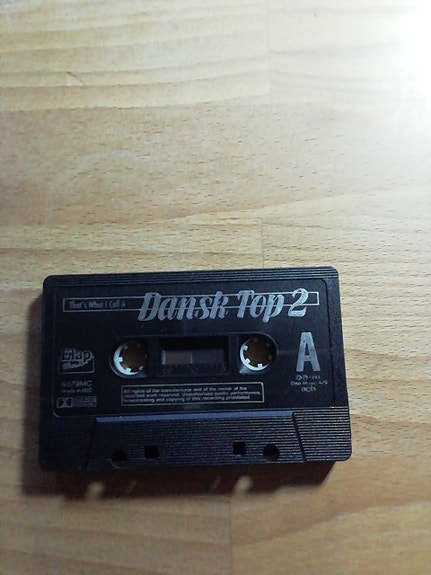 That's What I Call A
Dansk Top 2
Elap
A
All rights of the manufacturer and of the owner of the
recorded work reserved. Unauthorised public performance,
broadcasting and copying of this recording prohibited
ncb